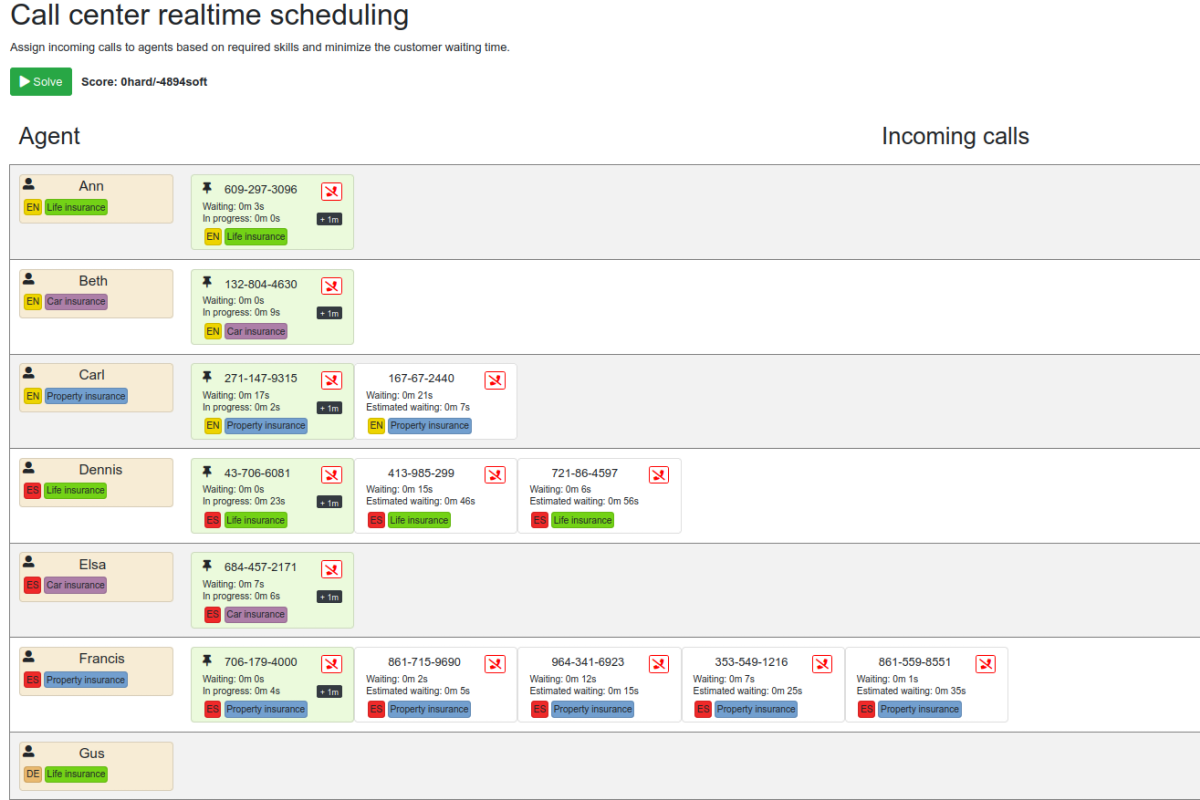 Call center realtime scheduling
Assign incoming calls to agents based on required skills and minimize the customer waiting time.
Solve Score: 0hard/-4894soft
Agent Incoming calls
Ann
EN Life insurance
609-297-3096
Waiting: 0m 3s
In progress: 0m 0s
+ 1m
EN Life insurance
Beth
EN Car insurance
132-804-4630
Waiting: 0m 0s
In progress: 0m 9s
+ 1m
EN Car insurance
Carl
EN Property insurance
271-147-9315
Waiting: 0m 17s
In progress: 0m 2s
+ 1m
EN Property insurance
167-67-2440
Waiting: 0m 21s
Estimated waiting: 0m 7s
EN Property insurance
Dennis
ES Life insurance
43-706-6081
Waiting: 0m 0s
In progress: 0m 23s
+ 1m
ES Life insurance
413-985-299
Waiting: 0m 15s
Estimated waiting: 0m 46s
ES Life insurance
721-86-4597
Waiting: 0m 6s
Estimated waiting: 0m 56s
ES Life insurance
Elsa
ES Car insurance
684-457-2171
Waiting: 0m 7s
In progress: 0m 6s
+ 1m
ES Car insurance
Francis
ES Property insurance
706-179-4000
Waiting: 0m 0s
In progress: 0m 4s
+ 1m
ES Property insurance
861-715-9690
Waiting: 0m 2s
Estimated waiting: 0m 5s
ES Property insurance
964-341-6923
Waiting: 0m 12s
Estimated waiting: 0m 15s
ES Property insurance
353-549-1216
Waiting: 0m 7s
Estimated waiting: 0m 25s
ES Property insurance
861-559-8551
Waiting: 0m 1s
Estimated waiting: 0m 35s
ES Property insurance
Gus
DE Life insurance